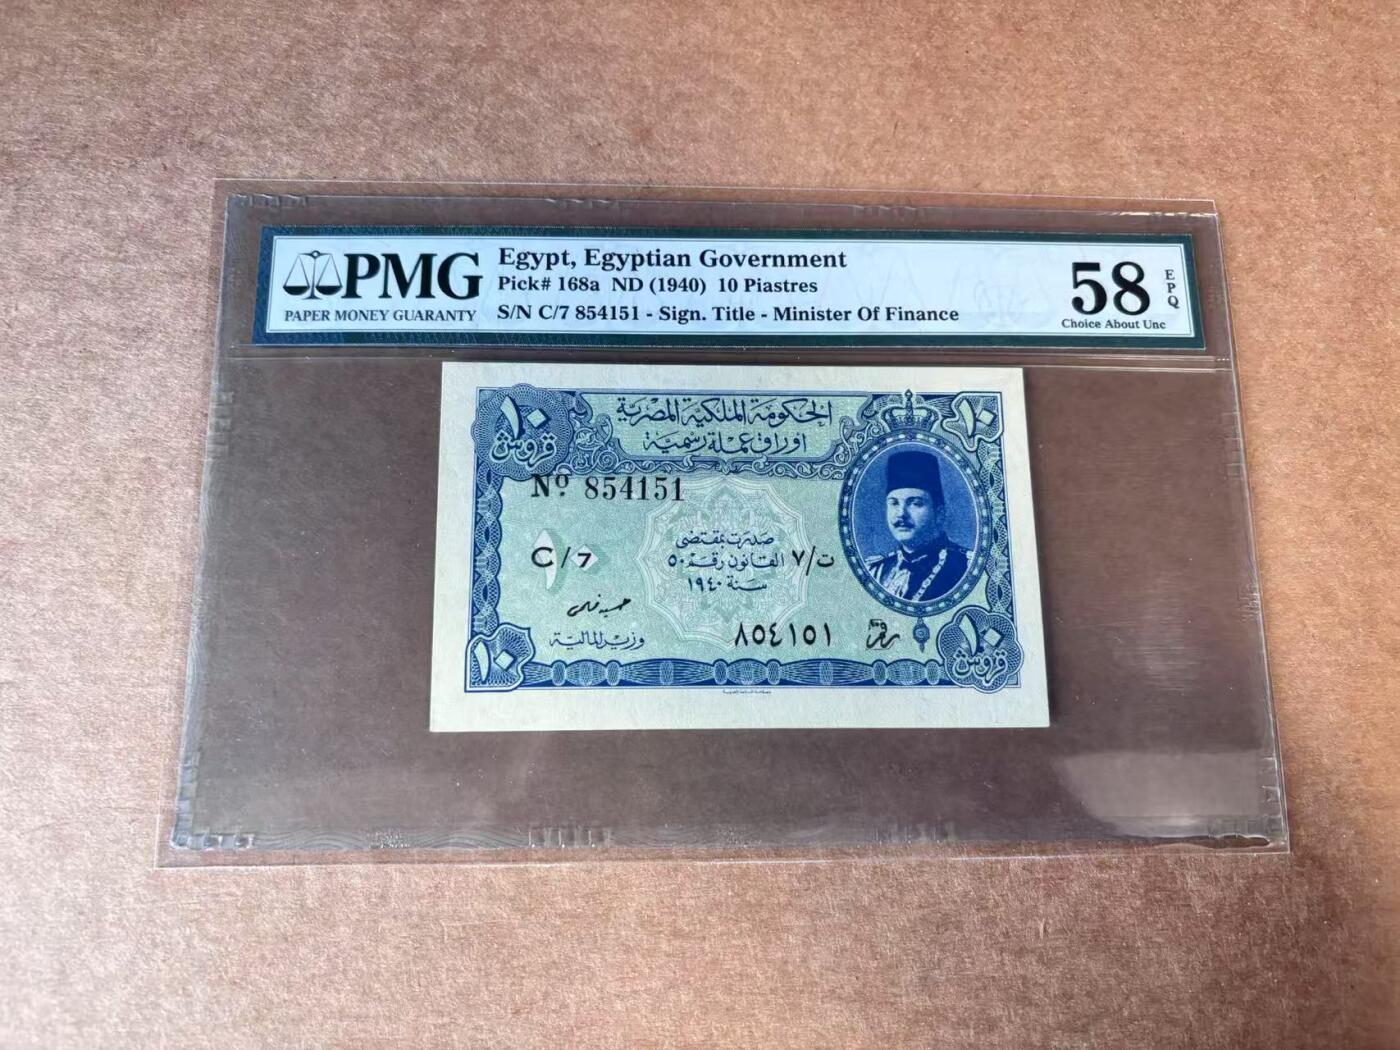 PMG
PAPER MONEY GUARANTY
Egypt, Egyptian Government
Pick# 168a ND (1940) 10 Piastres
S/N C/7 854151 - Sign. Title - Minister Of Finance
58
EPQ
Choice About Unc
١٠
قروش
الحكومة الملكية المصرية
اوراق عملة رسمية
١٠
Nº 854151
صدرت بمقتضى
C/7
القانون رقم ٥٠
ت/٧
سنة ١٩٤٠
وزير المالية
٨٥٤١٥١
١٠
١٠
قروش